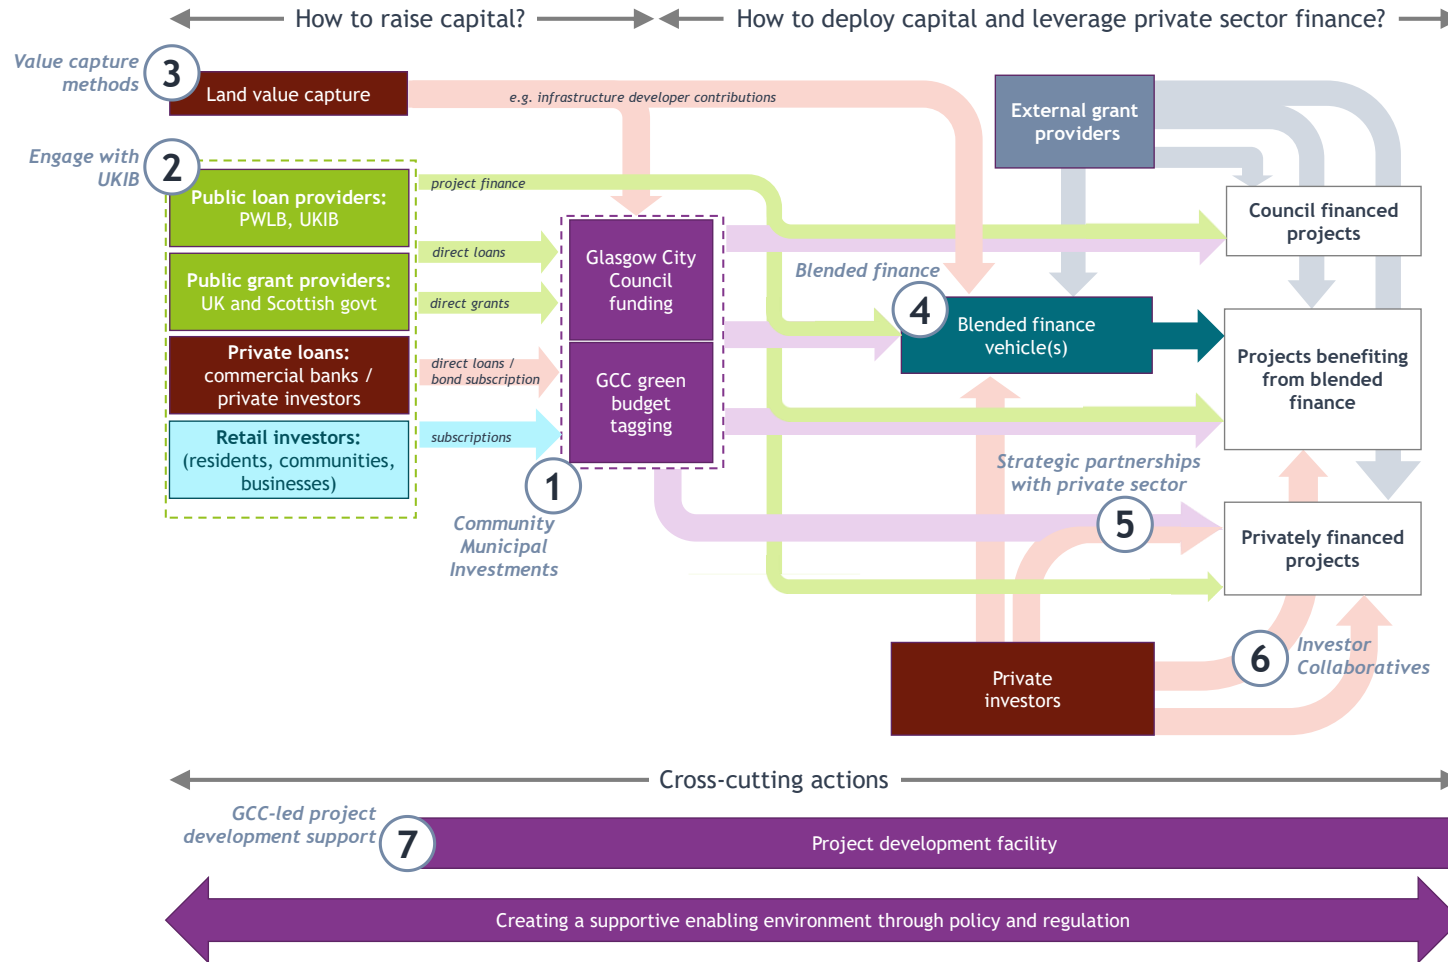 How to raise capital?
How to deploy capital and leverage private sector finance?
Value capture
methods
3
Land value capture
e.g. infrastructure developer contributions
External grant
providers
Engage with
UKIB
2
Public loan providers:
PWLB, UKIB
project finance
Public grant providers:
UK and Scottish govt
direct loans
direct grants
Private loans:
commercial banks /
private investors
direct loans /
bond subscription
Retail investors:
(residents, communities,
businesses)
subscriptions
Glasgow City
Council
funding
GCC green
budget
tagging
1
Community
Municipal
Investments
Blended finance
4
Blended finance
vehicle(s)
Council financed
projects
Projects benefiting
from blended
finance
Strategic partnerships
with private sector
5
Privately financed
projects
Private
investors
6
Investor
Collaboratives
Cross-cutting actions
GCC-led project
development support
7
Project development facility
Creating a supportive enabling environment through policy and regulation